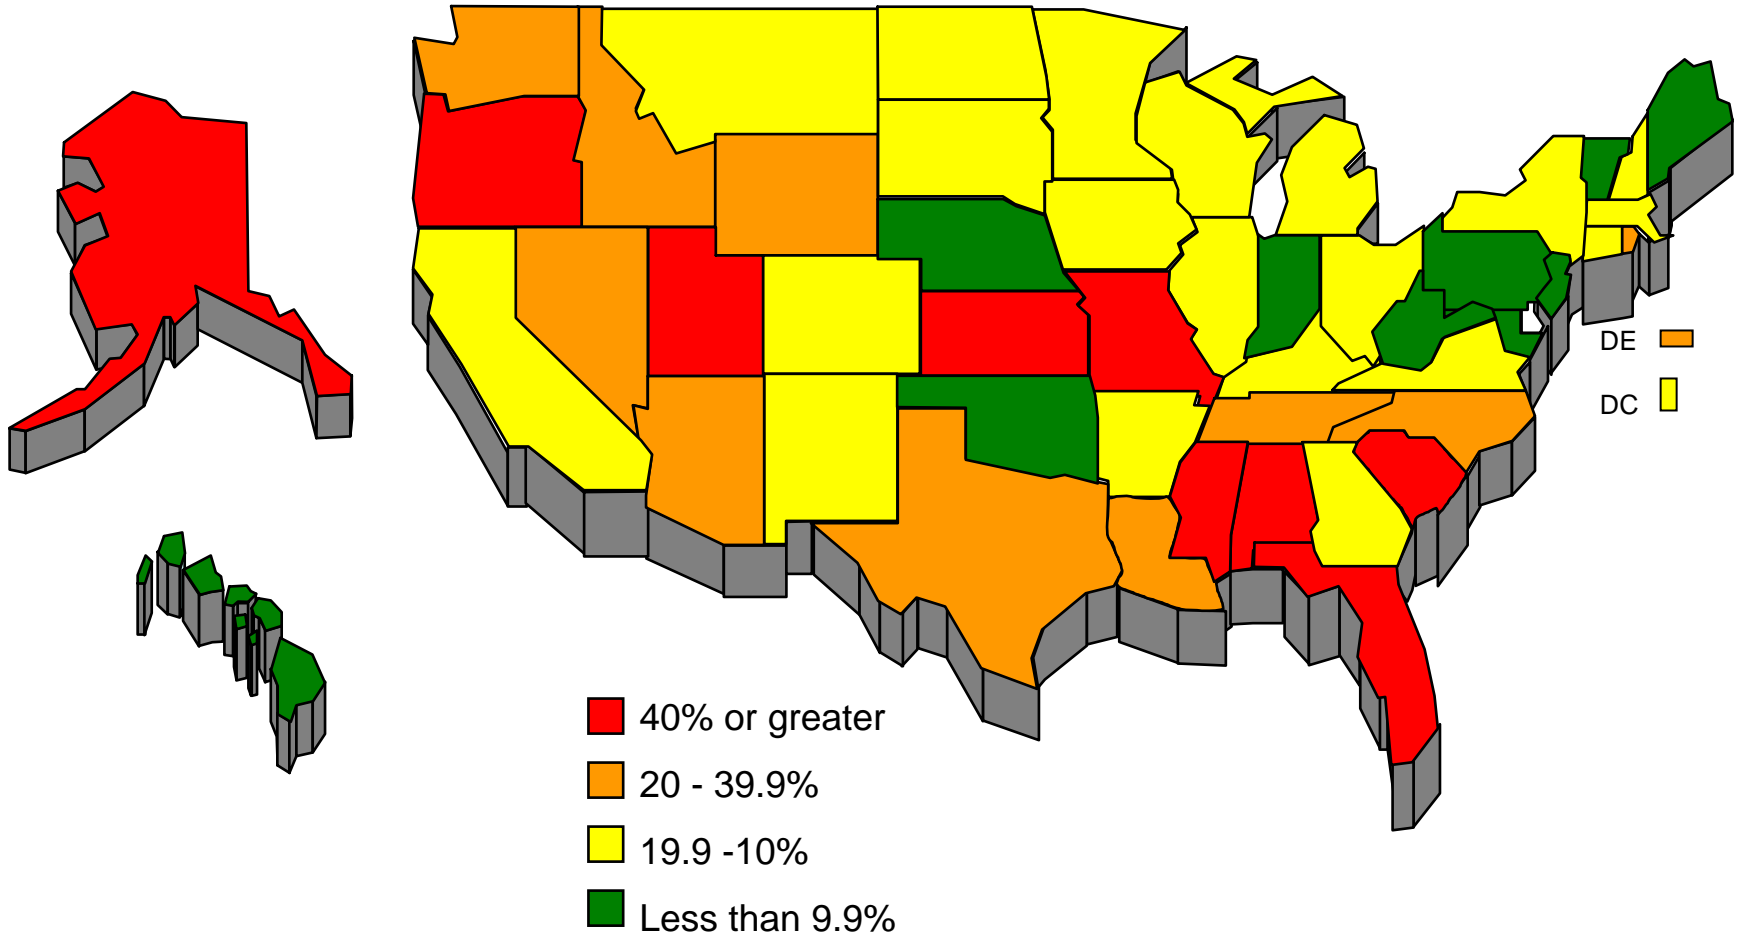 DE
DC
40% or greater
20 - 39.9%
19.9 -10%
Less than 9.9%